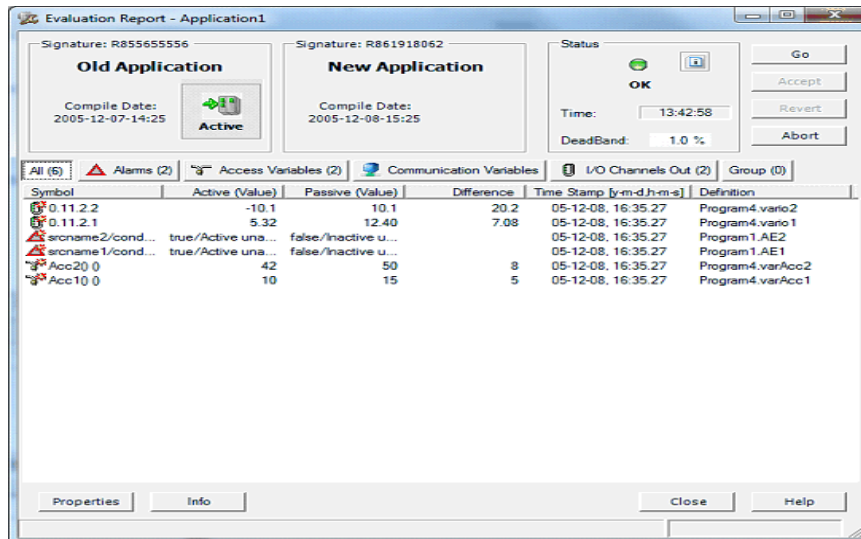 Evaluation Report - Application1
Signature: R855655556
Old Application
Compile Date:
2005-12-07-14:25
Active
Signature: R861918062
New Application
Compile Date:
2005-12-08-15:25
Status
OK
Time: 13:42:58
DeadBand: 1.0 %
Go
Accept
Revert
Abort
All (6) Alarms (2) Access Variables (2) Communication Variables I/O Channels Out (2) Group (0)
Symbol Active (Value) Passive (Value) Difference Time Stamp [y-m-d,h-m-s] Definition
0.11.2.2 -10.1 10.1 20.2 05-12-08, 16:35.27 Program4.vario2
0.11.2.1 5.32 12.40 7.08 05-12-08, 16:35.27 Program4.vario1
srcname2/cond... true/Active una... false/Inactive u... 05-12-08, 16:35.27 Program1.AE2
srcname1/cond... true/Active una... false/Inactive u... 05-12-08, 16:35.27 Program1.AE1
Acc20 () 42 50 8 05-12-08, 16:35.27 Program4.varAcc2
Acc10 () 10 15 5 05-12-08, 16:35.27 Program4.varAcc1
Properties Info Close Help